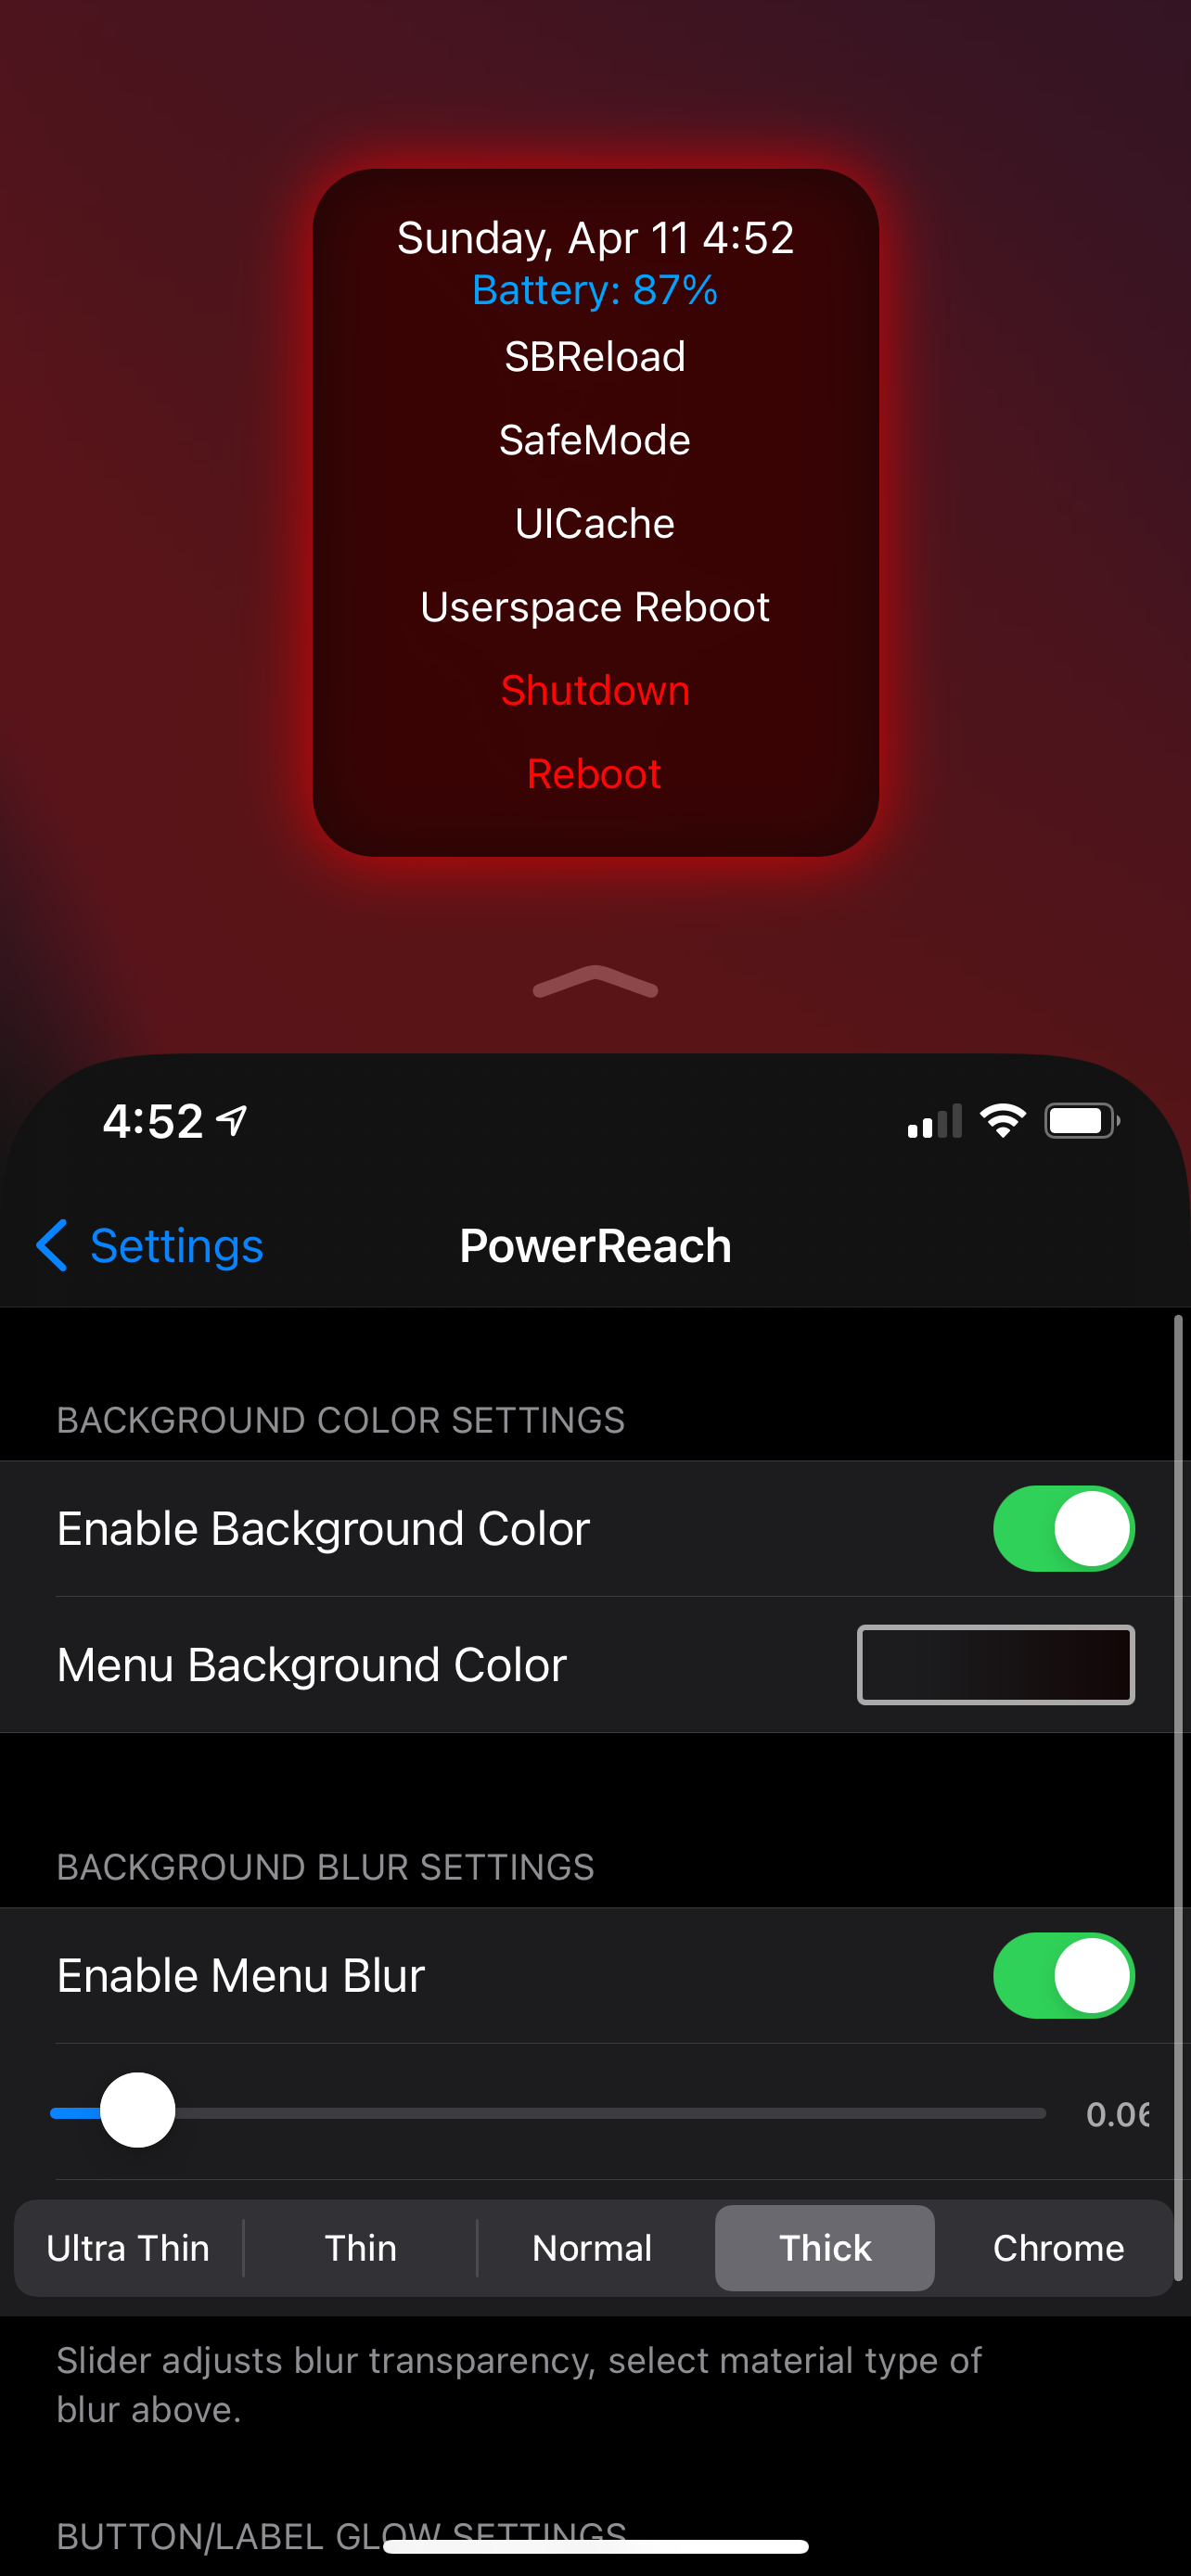 Sunday, Apr 11 4:52
Battery: 87%
SBReload
SafeMode
UICache
Userspace Reboot
Shutdown
Reboot
4:52
Settings
PowerReach
BACKGROUND COLOR SETTINGS
Enable Background Color
Menu Background Color
BACKGROUND BLUR SETTINGS
Enable Menu Blur
0.06
Ultra Thin
Thin
Normal
Thick
Chrome
Slider adjusts blur transparency, select material type of
blur above.
BUTTON/LABEL GLOW SETTINGS